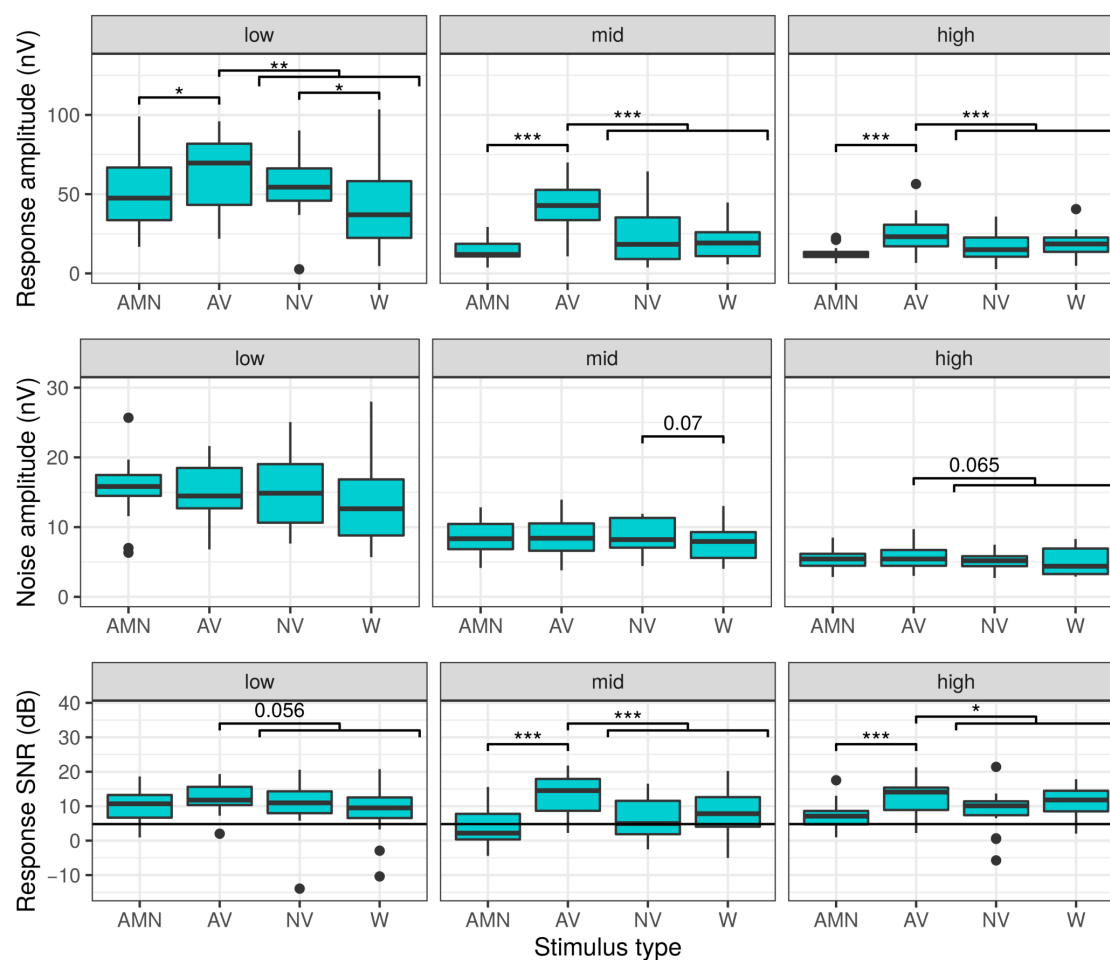 low mid high
Response amplitude (nV)
** 
* *
*** ***
*** ***
100
50
0
AMN AV NV W AMN AV NV W AMN AV NV W
low mid high
Noise amplitude (nV)
30
0.07
20
0.065
10
0
AMN AV NV W AMN AV NV W AMN AV NV W
low mid high
Response SNR (dB)
40
0.056 *** *
30
*** ***
20
10
0
−10
AMN AV NV W AMN AV NV W AMN AV NV W
Stimulus type